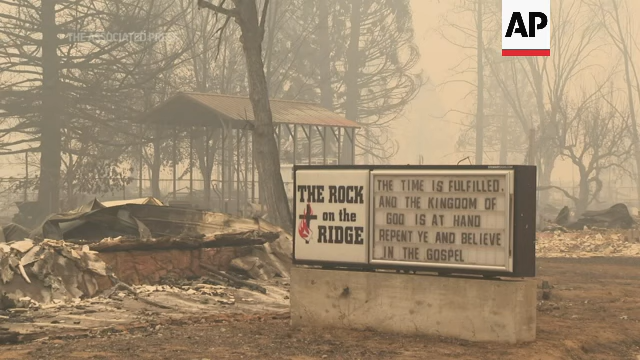 THE ASSOCIATED PRESS
AP
THE ROCK
on the
RIDGE
THE TIME IS FULFILLED.
AND THE KINGDOM OF
GOD IS AT HAND
REPENT YE AND BELIEVE
IN THE GOSPEL